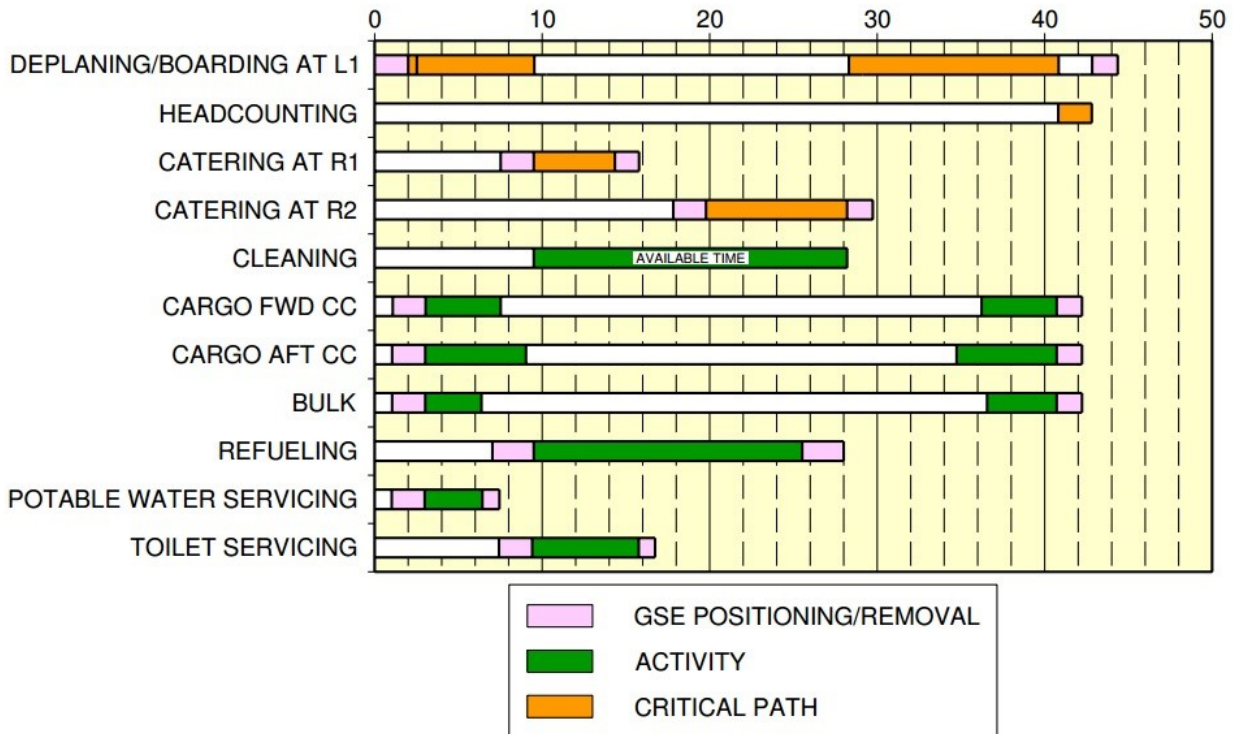 0 10 20 30 40 50
DEPLANING/BOARDING AT L1
HEADCOUNTING
CATERING AT R1
CATERING AT R2
CLEANING AVAILABLE TIME
CARGO FWD CC
CARGO AFT CC
BULK
REFUELING
POTABLE WATER SERVICING
TOILET SERVICING
GSE POSITIONING/REMOVAL
ACTIVITY
CRITICAL PATH